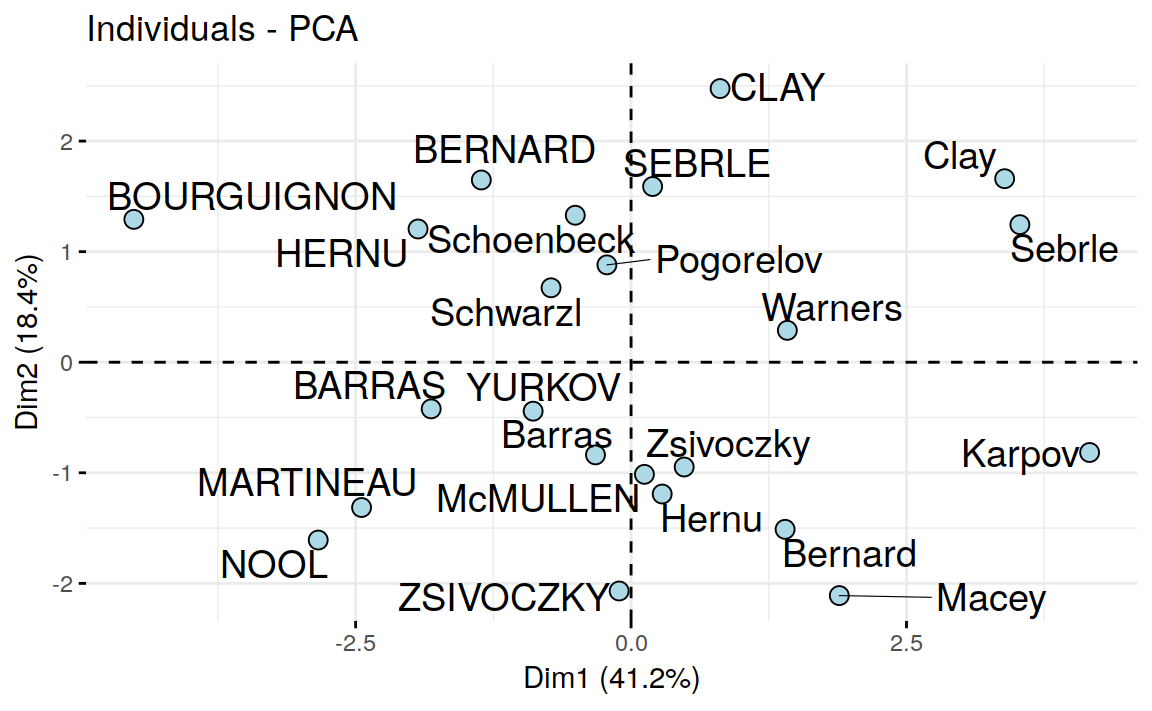 Individuals - PCA
CLAY
BERNARD
SEBRLE
Clay
BOURGUIGNON
HERNU
Schoenbeck
Sebrle
Pogorelov
Schwarzl
Warners
BARRAS
YURKOV
Barras
Zsivoczky
Karpov
MARTINEAU
McMULLEN
Hernu
NOOL
Bernard
ZSIVOCZKY
Macey
2
1
0
-1
-2
Dim2 (18.4%)
-2.5
0.0
2.5
Dim1 (41.2%)